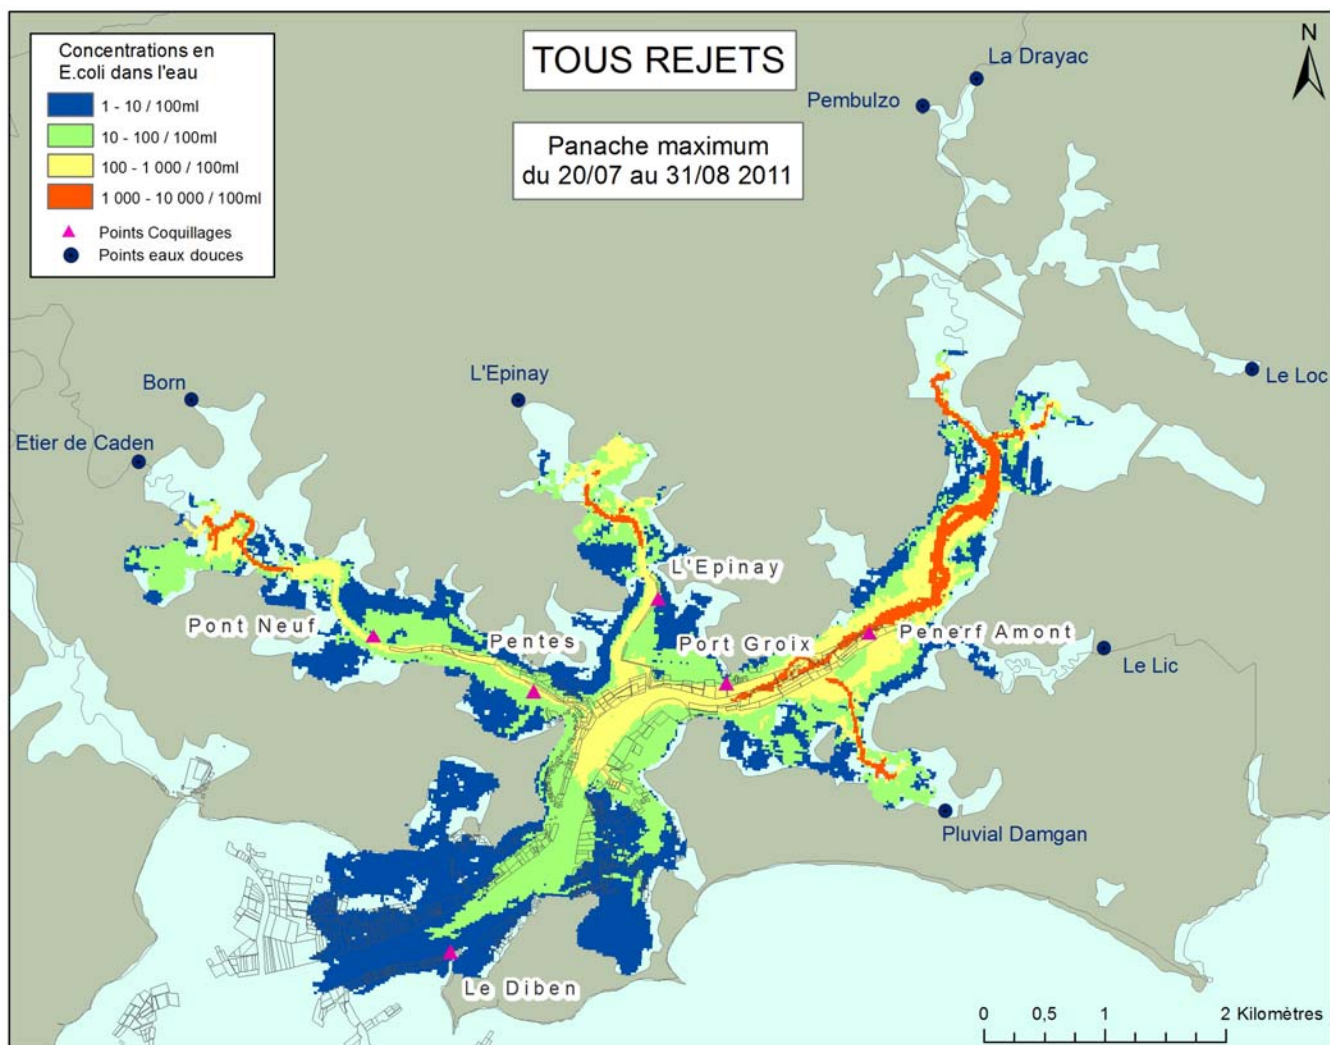 Concentrations en
E.coli dans l'eau
1 - 10 / 100ml
10 - 100 / 100ml
100 - 1 000 / 100ml
1 000 - 10 000 / 100ml
Points Coquillages
Points eaux douces
TOUS REJETS
Panache maximum
du 20/07 au 31/08 2011
N
La Drayac
Pembulzo
Le Loc
Born
L'Epinay
Etier de Caden
L'Epinay
Pont Neuf
Pentes
Port Groix
Penerf Amont
Le Lic
Pluvial Damgan
Le Diben
0 0,5 1 2 Kilomètres